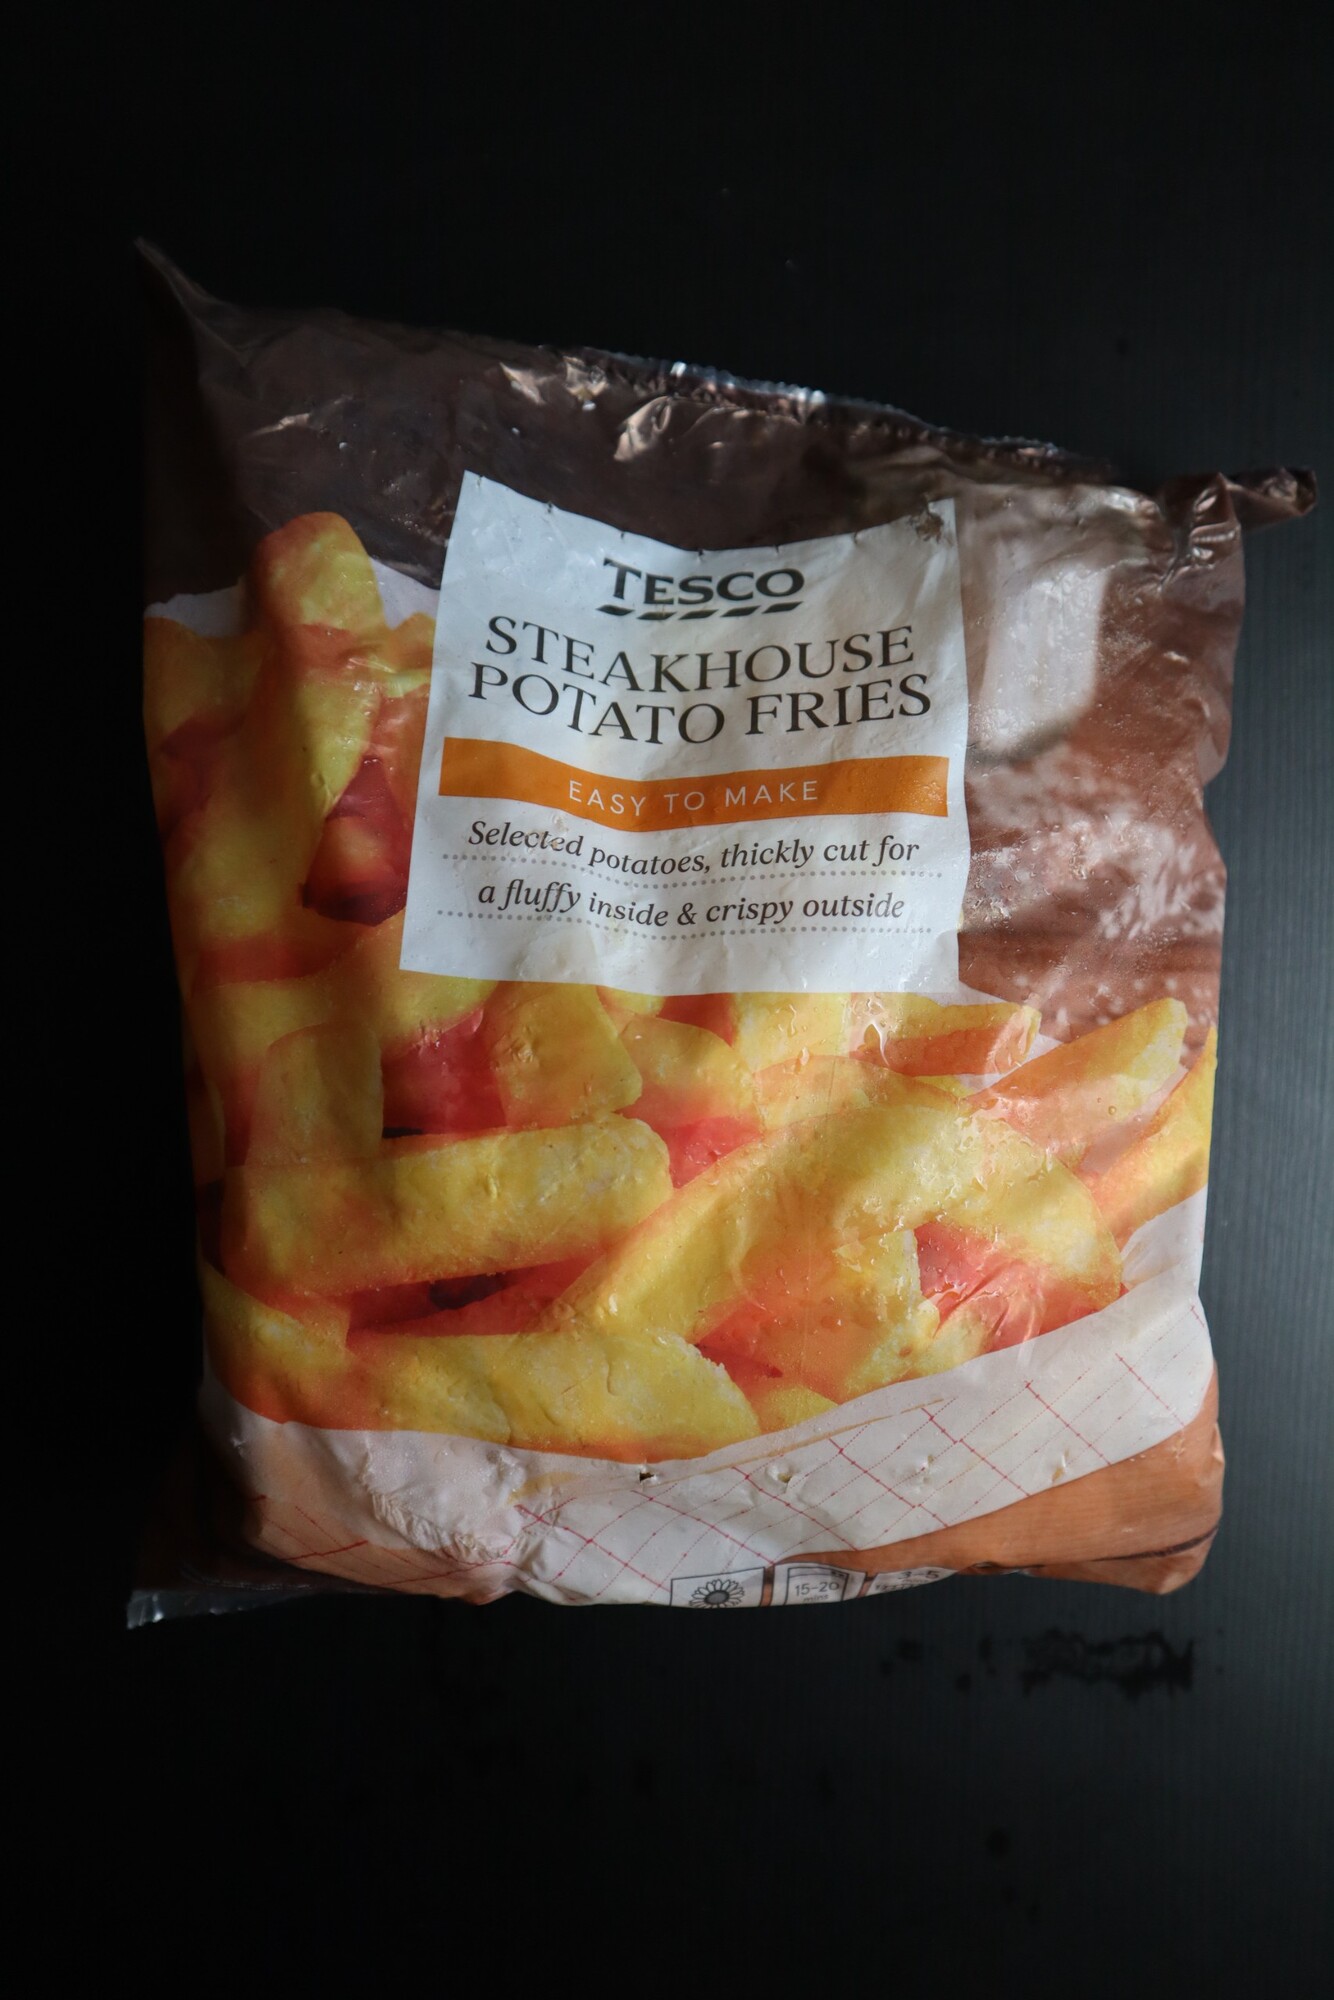 TESCO
STEAKHOUSE
POTATO FRIES
EASY TO MAKE
Selected potatoes, thickly cut for
a fluffy inside & crispy outside
15-20